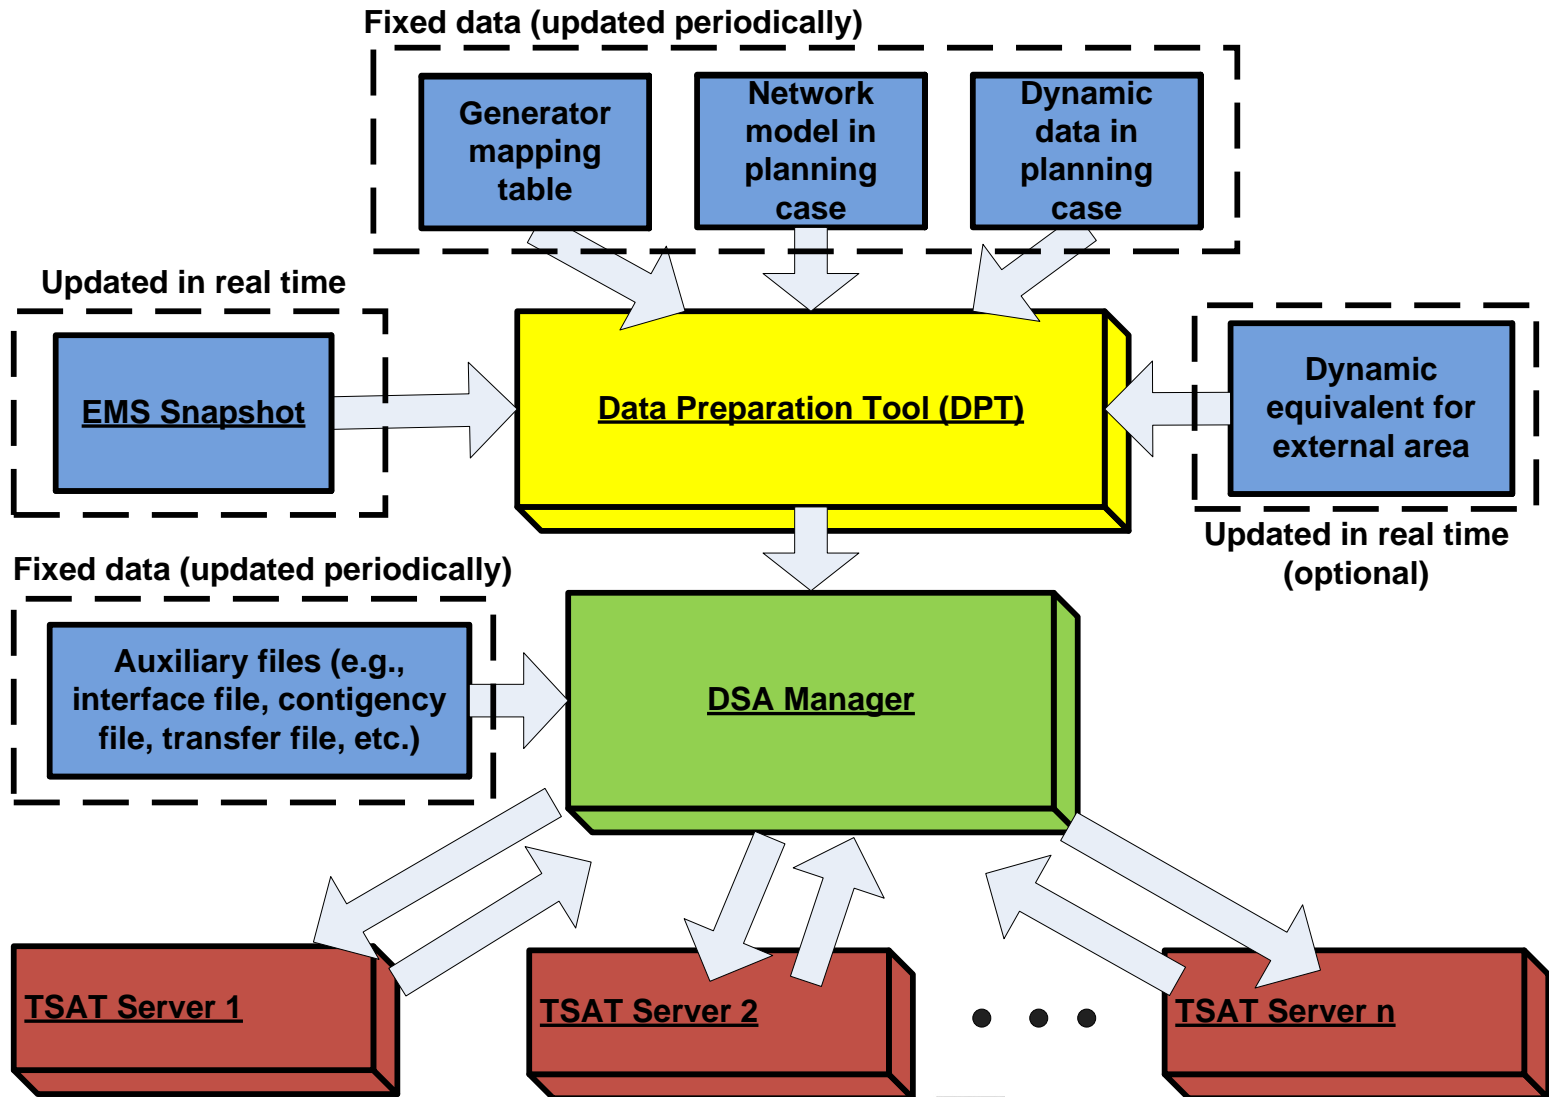 Fixed data (updated periodically)
Generator
mapping
table
Network
model in
planning
case
Dynamic
data in
planning
case
Updated in real time
EMS Snapshot
Data Preparation Tool (DPT)
Dynamic
equivalent for
external area
Updated in real time
(optional)
Fixed data (updated periodically)
Auxiliary files (e.g.,
interface file, contigency
file, transfer file, etc.)
DSA Manager
TSAT Server 1
TSAT Server 2
TSAT Server n